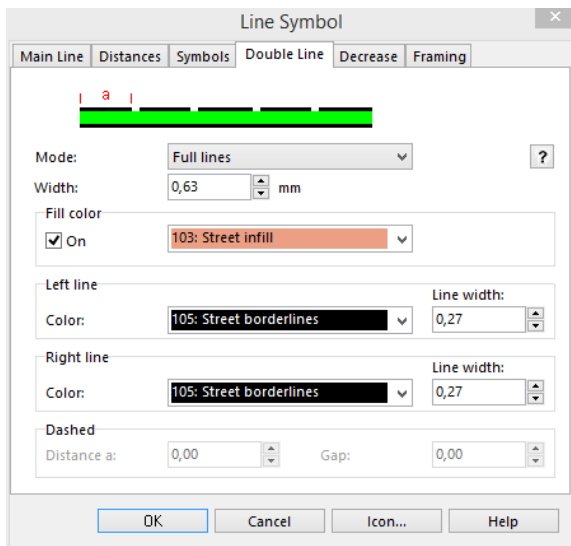 Line Symbol
Main Line Distances Symbols Double Line Decrease Framing
a
Mode: Full lines ?
Width: 0,63 mm
Fill color
On 103: Street infill
Left line
Line width:
Color: 105: Street borderlines 0,27
Right line
Line width:
Color: 105: Street borderlines 0,27
Dashed
Distance a: 0,00 Gap: 0,00
OK Cancel Icon... Help